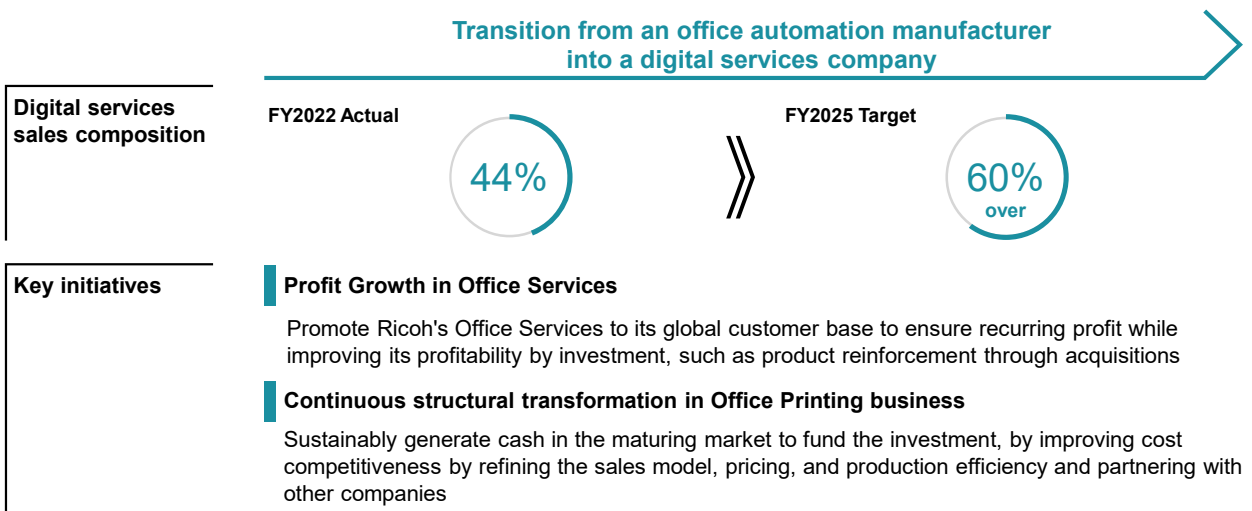 Transition from an office automation manufacturer
into a digital services company
Digital services
sales composition
FY2022 Actual
44%
FY2025 Target
60%
over
Key initiatives
Profit Growth in Office Services
Promote Ricoh's Office Services to its global customer base to ensure recurring profit while
improving its profitability by investment, such as product reinforcement through acquisitions
Continuous structural transformation in Office Printing business
Sustainably generate cash in the maturing market to fund the investment, by improving cost
competitiveness by refining the sales model, pricing, and production efficiency and partnering with
other companies